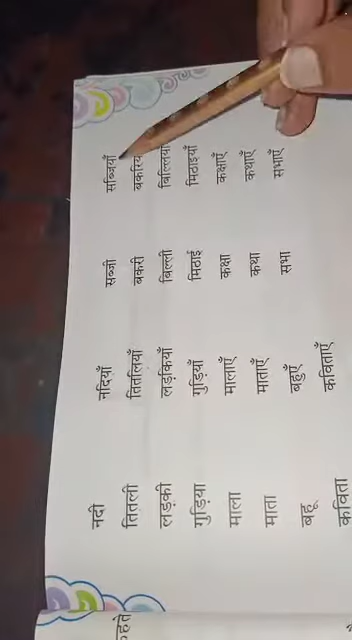 नदी नदियाँ सब्जी सब्जियाँ
तितली तितलियाँ बकरी
लड़की लड़कियाँ बिल्ली बिल्लियाँ
गुड़िया गुड़ियाँ मिठाई मिठाइयाँ
माला मालाएँ कक्षा कक्षाएँ
माता माताएँ कथा कथाएँ
बहू बहुएँ सभा सभाएँ
कविता कविताएँ